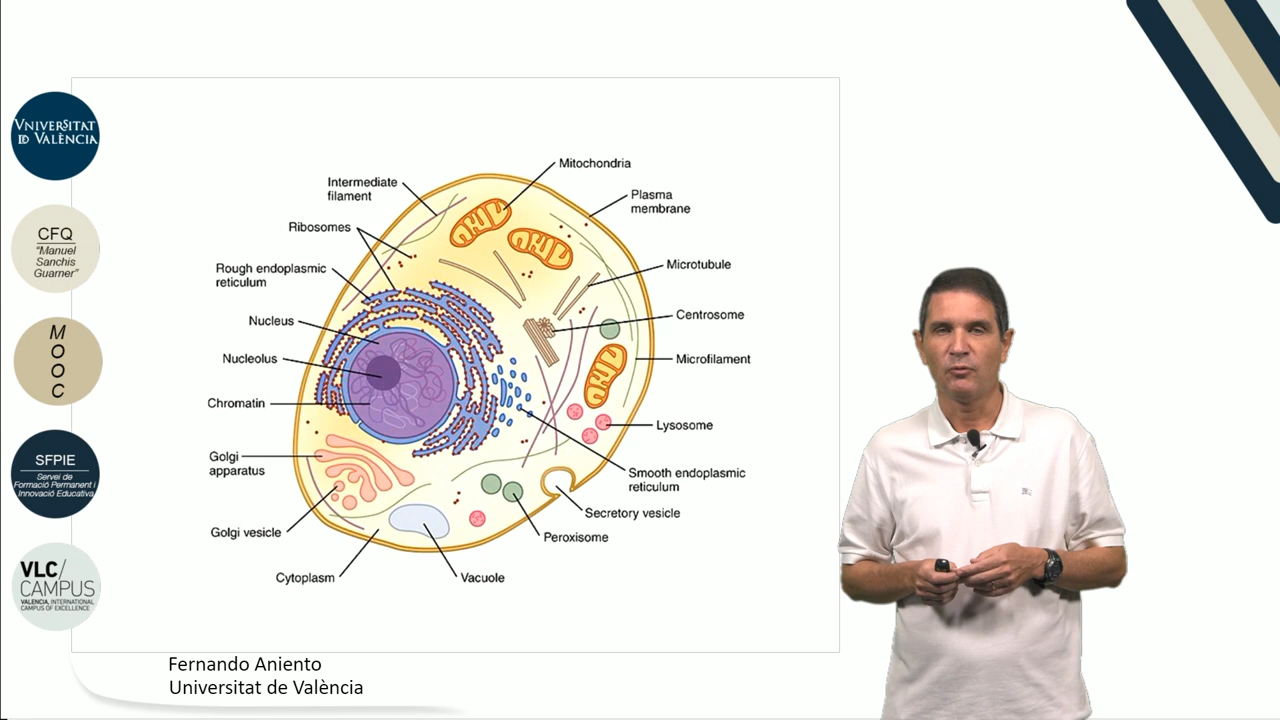 VNIVERSITAT
ID VALÈNCIA
CFQ
"Manuel
Sanchis
Guarner"
M
O
O
C
SFPIE
Servei de
Formació Permanent i
Innovació Educativa
VLC/
CAMPUS
VALENCIA, INTERNATIONAL
CAMPUS OF EXCELLENCE
Mitochondria
Intermediate
filament
Plasma
membrane
Ribosomes
Rough endoplasmic
reticulum
Microtubule
Nucleus
Centrosome
Nucleolus
Microfilament
Chromatin
Lysosome
Golgi
apparatus
Smooth endoplasmic
reticulum
Secretory vesicle
Golgi vesicle
Peroxisome
Cytoplasm
Vacuole
Fernando Aniento
Universitat de València